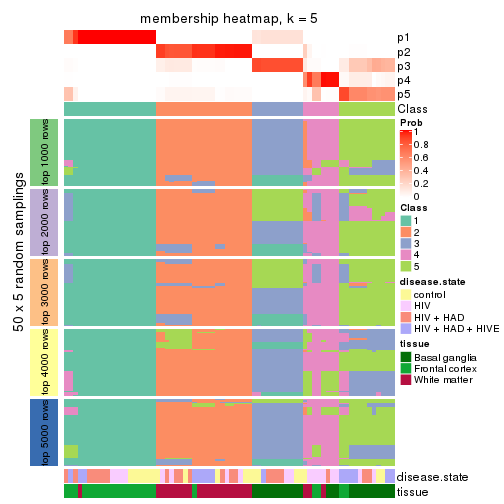 membership heatmap, k = 5
p1
p2
p3
p4
p5
Class
50 x 5 random samplings
top 1000 rows
top 2000 rows
top 3000 rows
top 4000 rows
top 5000 rows
Prob
1
0.8
0.6
0.4
0.2
0
Class
1
2
3
4
5
disease.state
control
HIV
HIV + HAD
HIV + HAD + HIVE
tissue
Basal ganglia
Frontal cortex
White matter
disease.state
tissue